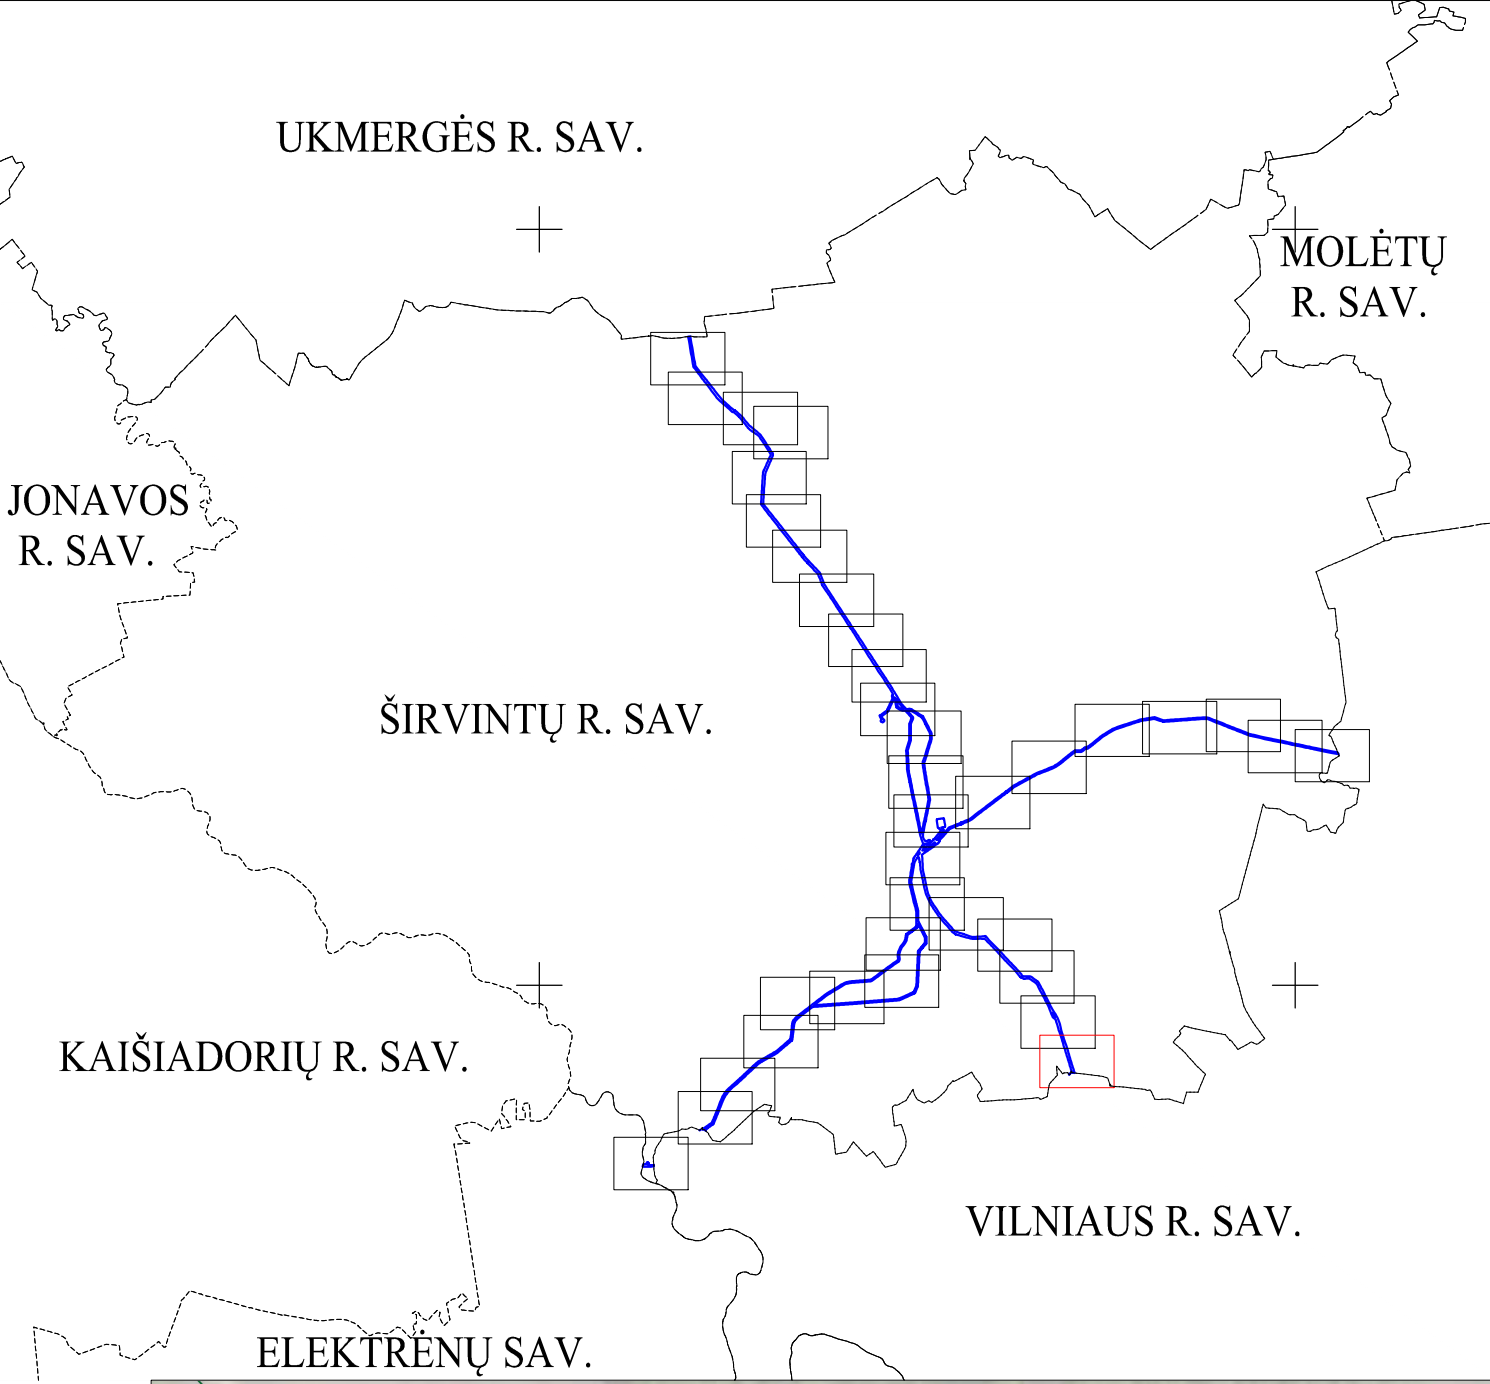 UKMERGĖS R. SAV.
MOLĖTŲ
R. SAV.
JONAVOS
R. SAV.
ŠIRVINTŲ R. SAV.
KAIŠIADORIŲ R. SAV.
VILNIAUS R. SAV.
ELEKTRĖNŲ SAV.